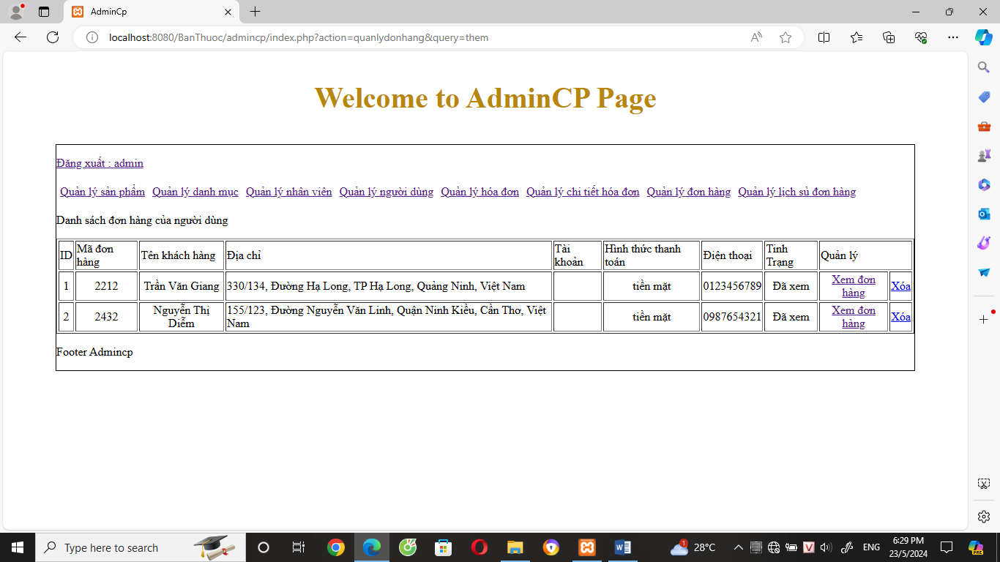 AdminCp
localhost:8080/BanThuoc/admincp/index.php?action=quanlydonhang&query=them
Welcome to AdminCP Page
Đăng xuất : admin
Quản lý sản phẩm Quản lý danh mục Quản lý nhân viên Quản lý người dùng Quản lý hóa đơn Quản lý chi tiết hóa đơn Quản lý đơn hàng Quản lý lịch sủ đơn hàng
Danh sách đơn hàng của người dùng
ID Mã đơn hàng Tên khách hàng Địa chỉ Tài khoản Hình thức thanh toán Điện thoại Tình Trạng Quản lý
1 2212 Trần Văn Giang 330/134, Đường Hạ Long, TP Hạ Long, Quảng Ninh, Việt Nam tiền mặt 0123456789 Đã xem Xem đơn hàng Xóa
2 2432 Nguyễn Thị Diễm 155/123, Đường Nguyễn Văn Linh, Quận Ninh Kiều, Cần Thơ, Việt Nam tiền mặt 0987654321 Đã xem Xem đơn hàng Xóa
Footer Admincp
Type here to search
1
28°C
V
ENG
6:29 PM
23/5/2024
PRE